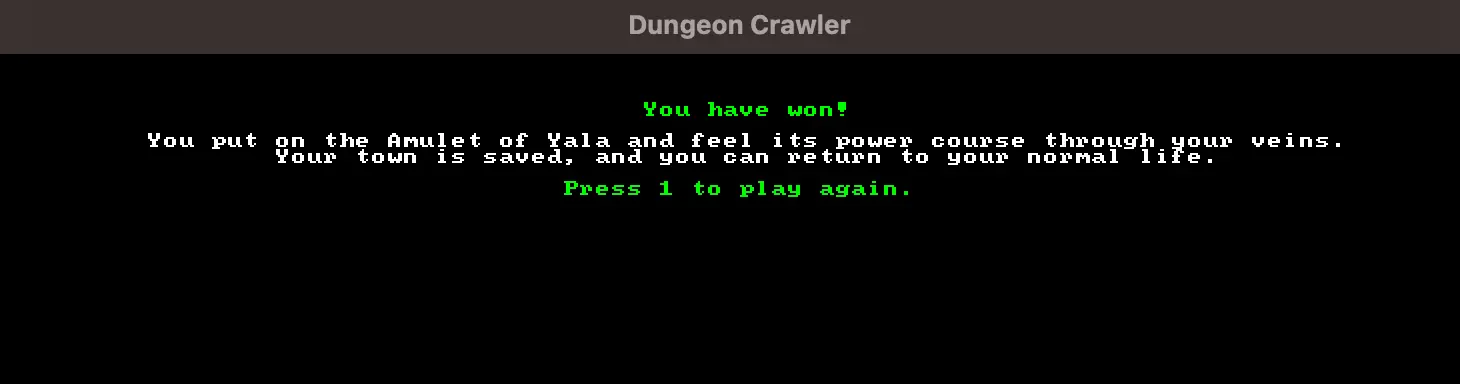 Dungeon Crawler
You have won!
You put on the Amulet of Yala and feel its power course through your veins.
Your town is saved, and you can return to your normal life.
Press 1 to play again.